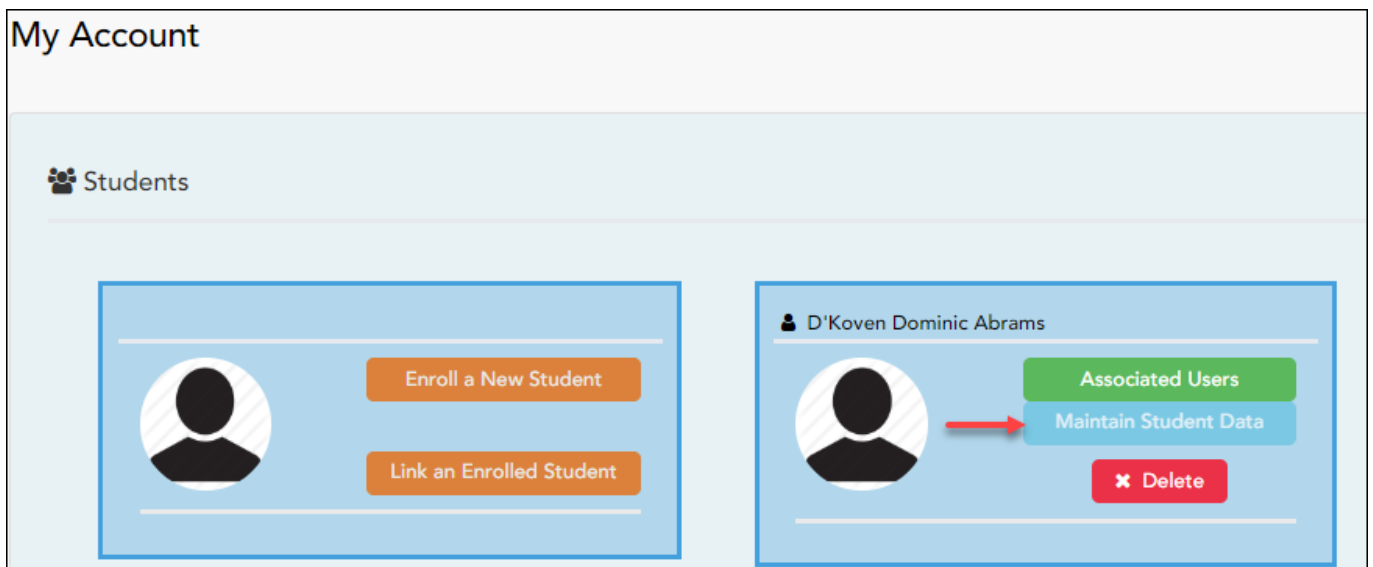 My Account
Students
Enroll a New Student
Link an Enrolled Student
D'Koven Dominic Abrams
Associated Users
Maintain Student Data
Delete